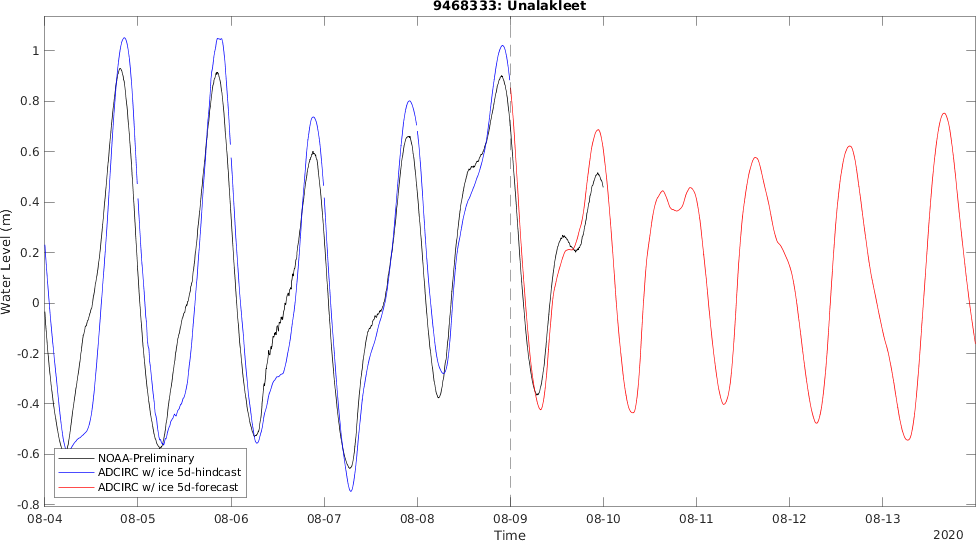 9468333: Unalakleet
Water Level (m)
1
0.8
0.6
0.4
0.2
0
-0.2
-0.4
-0.6
-0.8
NOAA-Preliminary
ADCIRC w/ ice 5d-hindcast
ADCIRC w/ ice 5d-forecast
08-04 08-05 08-06 08-07 08-08 08-09 08-10 08-11 08-12 08-13
Time
2020